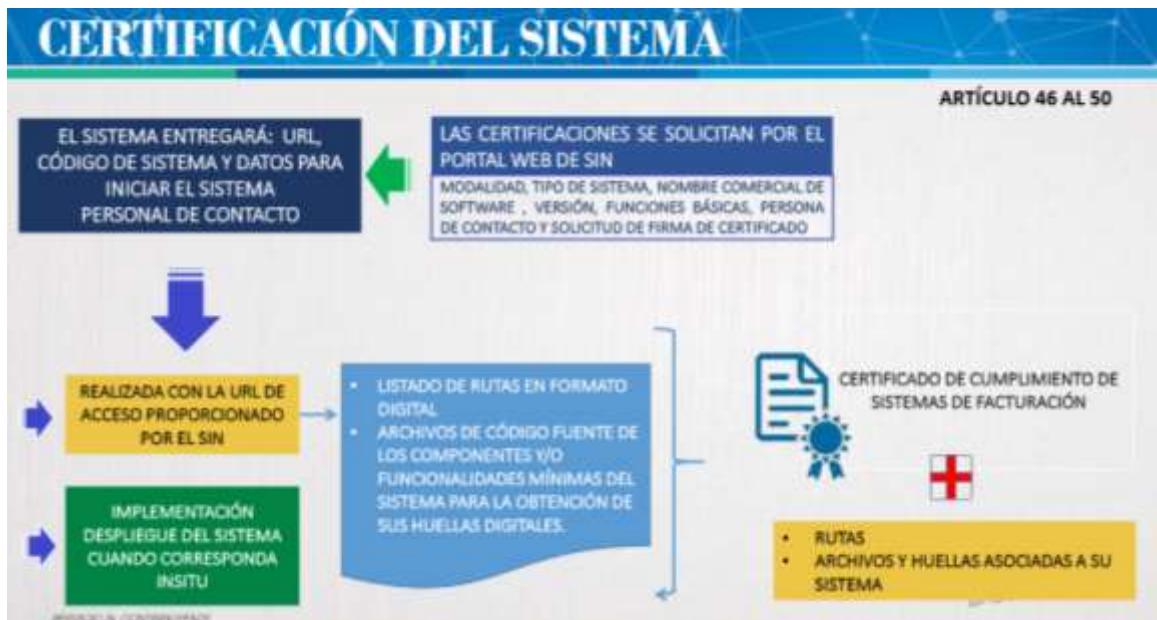 CERTIFICACIÓN DEL SISTEMA
ARTÍCULO 46 AL 50
EL SISTEMA ENTREGARÁ: URL,
CÓDIGO DE SISTEMA Y DATOS PARA
INICIAR EL SISTEMA
PERSONAL DE CONTACTO
LAS CERTIFICACIONES SE SOLICITAN POR EL
PORTAL WEB DE SIN
MODALIDAD, TIPO DE SISTEMA, NOMBRE COMERCIAL DE
SOFTWARE , VERSIÓN, FUNCIONES BÁSICAS, PERSONA
DE CONTACTO Y SOLICITUD DE FIRMA DE CERTIFICADO
REALIZADA CON LA URL DE
ACCESO PROPORCIONADO
POR EL SIN
• LISTADO DE RUTAS EN FORMATO
DIGITAL
• ARCHIVOS DE CÓDIGO FUENTE DE
LOS COMPONENTES Y/O
FUNCIONALIDADES MÍNIMAS DEL
SISTEMA PARA LA OBTENCIÓN DE
SUS HUELLAS DIGITALES.
CERTIFICADO DE CUMPLIMIENTO DE
SISTEMAS DE FACTURACIÓN
IMPLEMENTACIÓN
DESPLIEGUE DEL SISTEMA
CUANDO CORRESPONDA
INSITU
• RUTAS
• ARCHIVOS Y HUELLAS ASOCIADAS A SU
SISTEMA